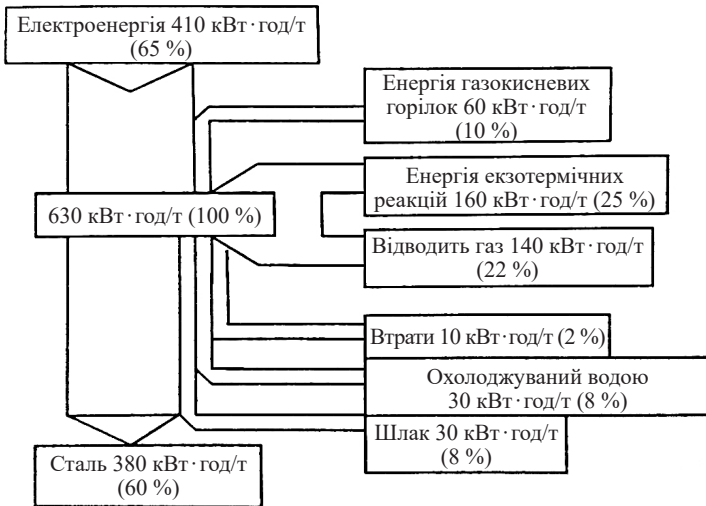 Електроенергія 410 кВт·год/т
(65 %)
Енергія газокисневих
горілок 60 кВт·год/т
(10 %)
Енергія екзотермічних
реакцій 160 кВт·год/т (25 %)
630 кВт·год/т (100 %)
Відводить газ 140 кВт·год/т
(22 %)
Втрати 10 кВт·год/т (2 %)
Охолоджуваний водою
30 кВт·год/т (8 %)
Шлак 30 кВт·год/т
(8 %)
Сталь 380 кВт·год/т
(60 %)